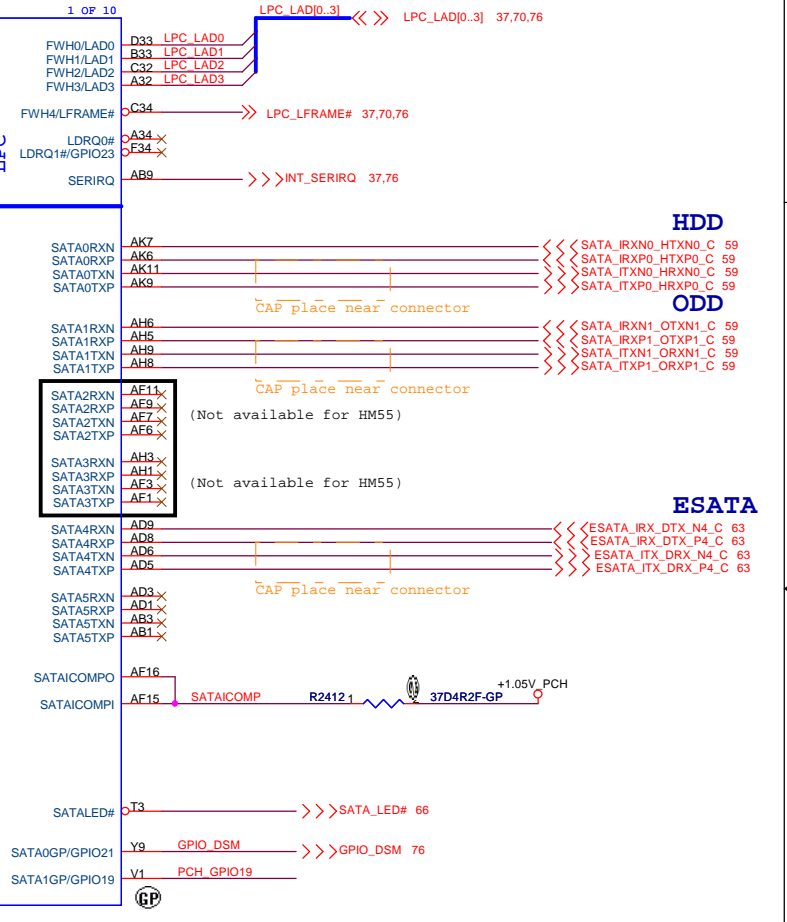 1 OF 10
LPC_LAD[0..3] LPC_LAD[0..3] 37,70,76
FWH0/LAD0 D33 LPC_LAD0
FWH1/LAD1 B33 LPC_LAD1
FWH2/LAD2 C32 LPC_LAD2
FWH3/LAD3 A32 LPC_LAD3
FWH4/LFRAME# C34 LPC_LFRAME# 37,70,76
LPC
LDRQ0# A34
LDRQ1#/GPIO23 F34
SERIRQ AB9 INT_SERIRQ 37,76
HDD
SATA0RXN AK7 SATA_IRXN0_HTXN0_C 59
SATA0RXP AK6 SATA_IRXP0_HTXP0_C 59
SATA0TXN AK11 SATA_ITXN0_HRXN0_C 59
SATA0TXP AK9 SATA_ITXP0_HRXP0_C 59
CAP place near connector
ODD
SATA1RXN AH6 SATA_IRXN1_OTXN1_C 59
SATA1RXP AH5 SATA_IRXP1_OTXP1_C 59
SATA1TXN AH9 SATA_ITXN1_ORXN1_C 59
SATA1TXP AH8 SATA_ITXP1_ORXP1_C 59
CAP place near connector
SATA2RXN AF11
SATA2RXP AF9
SATA2TXN AF7
SATA2TXP AF6
(Not available for HM55)
SATA3RXN AH3
SATA3RXP AH1
SATA3TXN AF3
SATA3TXP AF1
(Not available for HM55)
ESATA
SATA4RXN AD9 ESATA_IRX_DTX_N4_C 63
SATA4RXP AD8 ESATA_IRX_DTX_P4_C 63
SATA4TXN AD6 ESATA_ITX_DRX_N4_C 63
SATA4TXP AD5 ESATA_ITX_DRX_P4_C 63
CAP place near connector
SATA5RXN AD3
SATA5RXP AD1
SATA5TXN AB3
SATA5TXP AB1
SATAICOMPO AF16
+1.05V_PCH
SATAICOMPI AF15 SATAICOMP R2412 1 2 37D4R2F-GP
SATALED# T3 SATA_LED# 66
SATA0GP/GPIO21 Y9 GPIO_DSM GPIO_DSM 76
SATA1GP/GPIO19 V1 PCH_GPIO19
GP